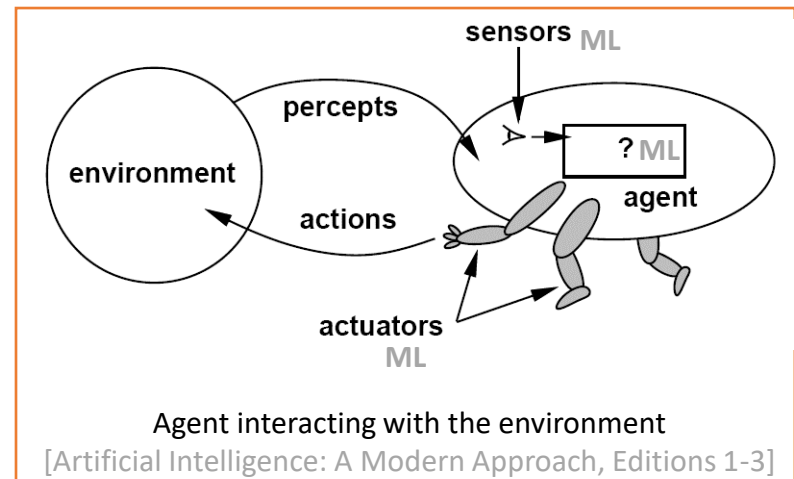 sensors ML
percepts
environment
? ML
agent
actions
actuators
ML
Agent interacting with the environment
[Artificial Intelligence: A Modern Approach, Editions 1-3]